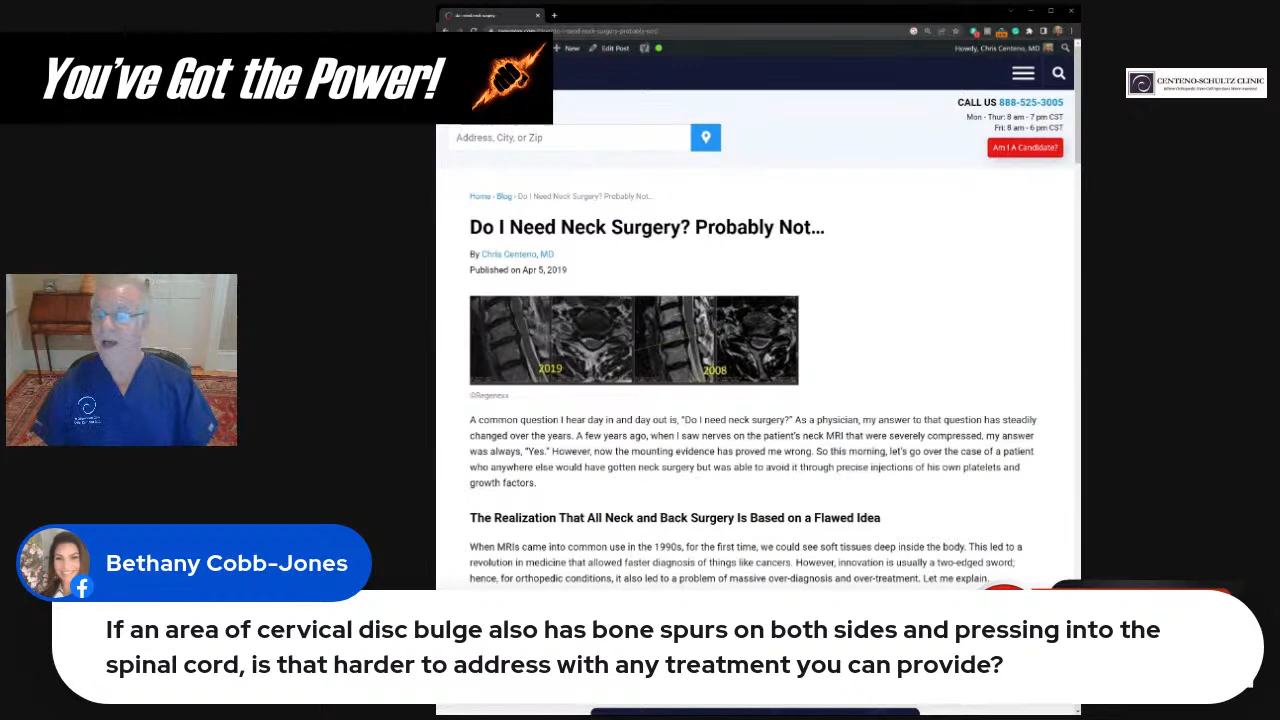 do i need neck surgery
You've Got the Power!
New Edit Post
Howdy, Chris Centeno, MD
CENTENO-SCHULTZ CLINIC
CALL US 888-525-3005
Mon - Thur: 8 am - 7 pm CST
Fri: 8 am - 6 pm CST
Address, City, or Zip
Am I A Candidate?
Home › Blog › Do I Need Neck Surgery? Probably Not...
Do I Need Neck Surgery? Probably Not...
By Chris Centeno, MD
Published on Apr 5, 2019
2019
2008
©Regenexx
A common question I hear day in and day out is, "Do I need neck surgery?" As a physician, my answer to that question has steadily
changed over the years. A few years ago, when I saw nerves on the patient's neck MRI that were severely compressed, my answer
was always, "Yes." However, now the mounting evidence has proved me wrong. So this morning, let's go over the case of a patient
who anywhere else would have gotten neck surgery but was able to avoid it through precise injections of his own platelets and
growth factors.
The Realization That All Neck and Back Surgery Is Based on a Flawed Idea
When MRIs came into common use in the 1990s, for the first time, we could see soft tissues deep inside the body. This led to a
revolution in medicine that allowed faster diagnosis of things like cancers. However, innovation is usually a two-edged sword;
hence, for orthopedic conditions, it also led to a problem of massive over-diagnosis and over-treatment. Let me explain.
Bethany Cobb-Jones
If an area of cervical disc bulge also has bone spurs on both sides and pressing into the
spinal cord, is that harder to address with any treatment you can provide?